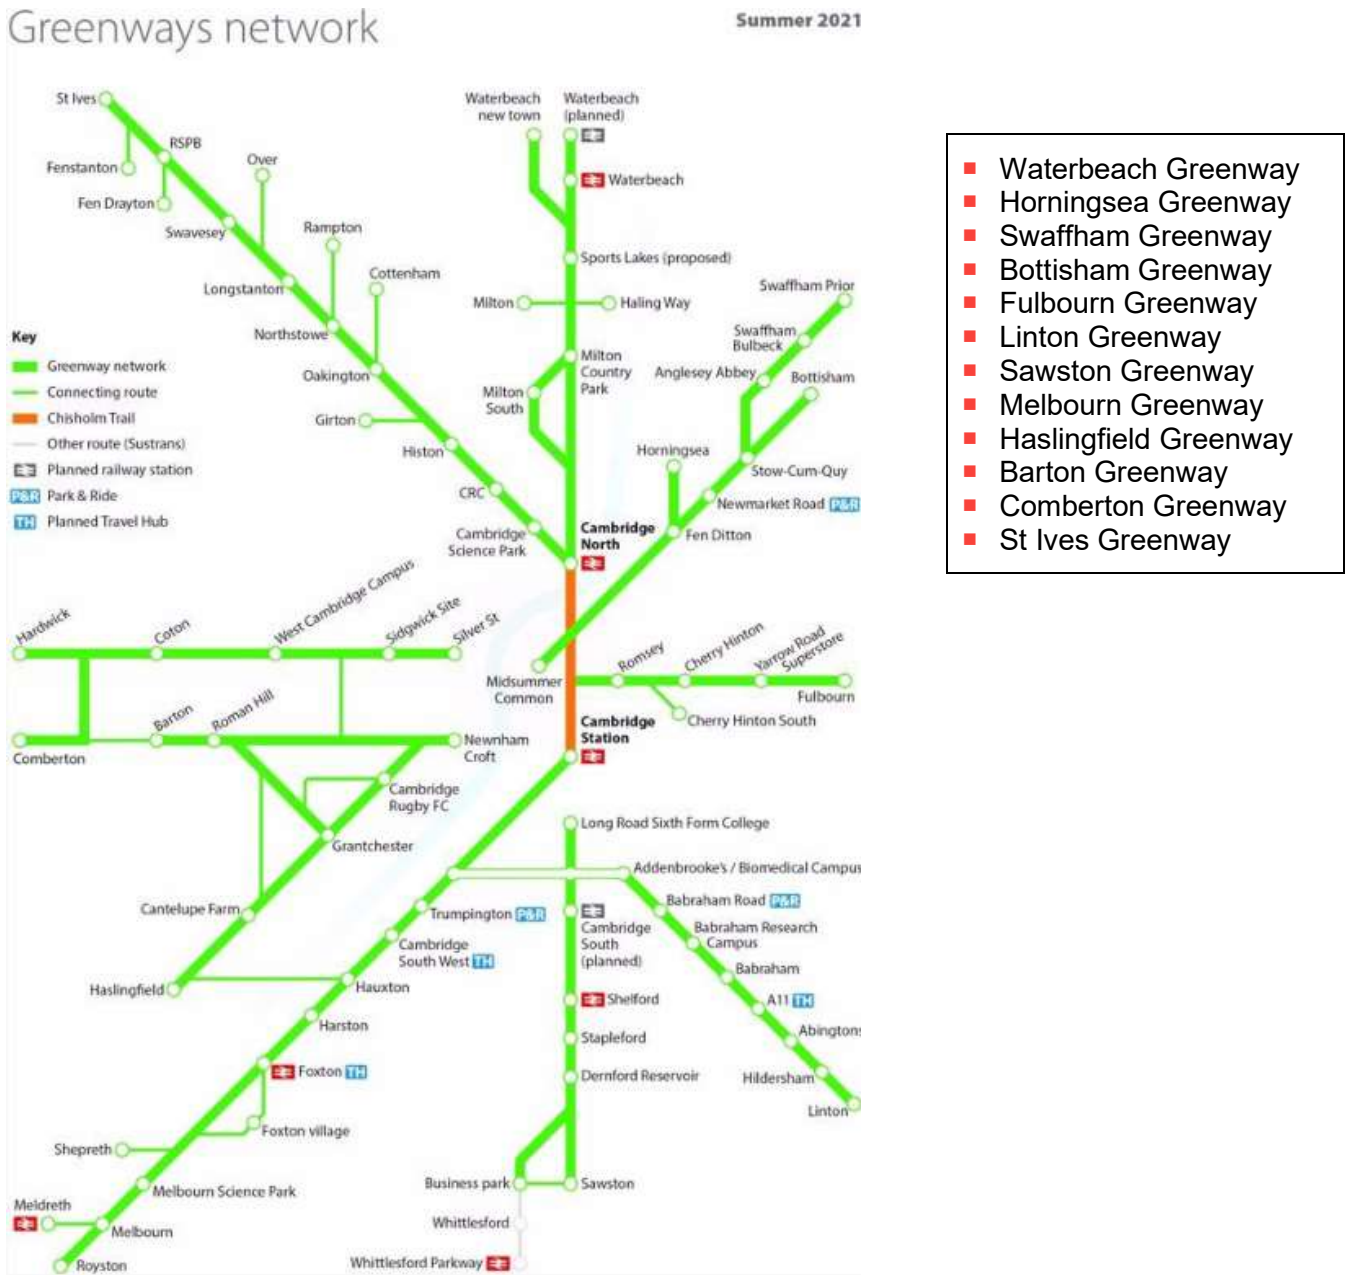 Greenways network
Summer 2021
St Ives
Fenstanton
RSPB
Fen Drayton
Over
Swavesey
Rampton
Longstanton
Cottenham
Northstowe
Oakington
Girton
Histon
CRC
Cambridge
Science Park
Waterbeach
new town
Waterbeach
(planned)
Waterbeach
Sports Lakes (proposed)
Milton
Haling Way
Milton
Country
Park
Milton
South
Swaffham Prior
Swaffham
Bulbeck
Anglesey Abbey
Bottisham
Horningsea
Stow-Cum-Quy
Newmarket Road P&R
Fen Ditton
Cambridge
North
Key
Greenway network
Connecting route
Chisholm Trail
Other route (Sustrans)
Planned railway station
P&R Park & Ride
TH Planned Travel Hub
Hardwick
Coton
West Cambridge Campus
Sidgwick Site
Silver St
Midsummer
Common
Romsey
Cherry Hinton
Yarrow Road
Superstore
Fulbourn
Cherry Hinton South
Comberton
Barton
Roman Hill
Newnham
Croft
Cambridge
Station
Cambridge
Rugby FC
Grantchester
Cantelupe Farm
Haslingfield
Long Road Sixth Form College
Addenbrooke's / Biomedical Campus
Trumpington P&R
Cambridge
South West TH
Hauxton
Harston
Foxton TH
Foxton village
Shepreth
Melbourn Science Park
Meldreth
Melbourn
Royston
Babraham Road P&R
Babraham Research
Campus
Babraham
A11 TH
Abingtons
Hildersham
Linton
Cambridge
South
(planned)
Shelford
Stapleford
Dernford Reservoir
Business park
Sawston
Whittlesford
Whittlesford Parkway
Waterbeach Greenway
Horningsea Greenway
Swaffham Greenway
Bottisham Greenway
Fulbourn Greenway
Linton Greenway
Sawston Greenway
Melbourn Greenway
Haslingfield Greenway
Barton Greenway
Comberton Greenway
St Ives Greenway